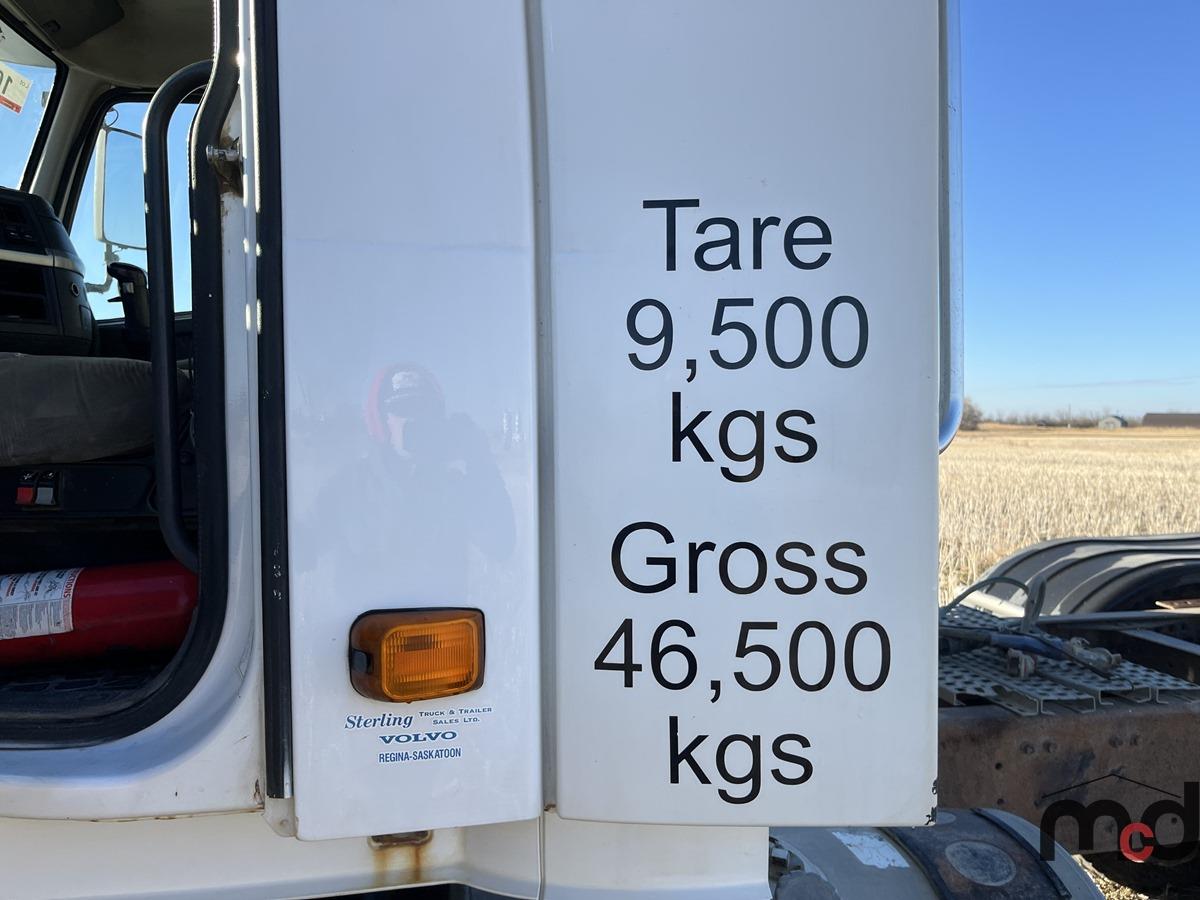 Tare
9,500
kgs
Gross
46,500
kgs
Sterling TRUCK & TRAILER
SALES LTD.
VOLVO
REGINA-SASKATOON
mcd